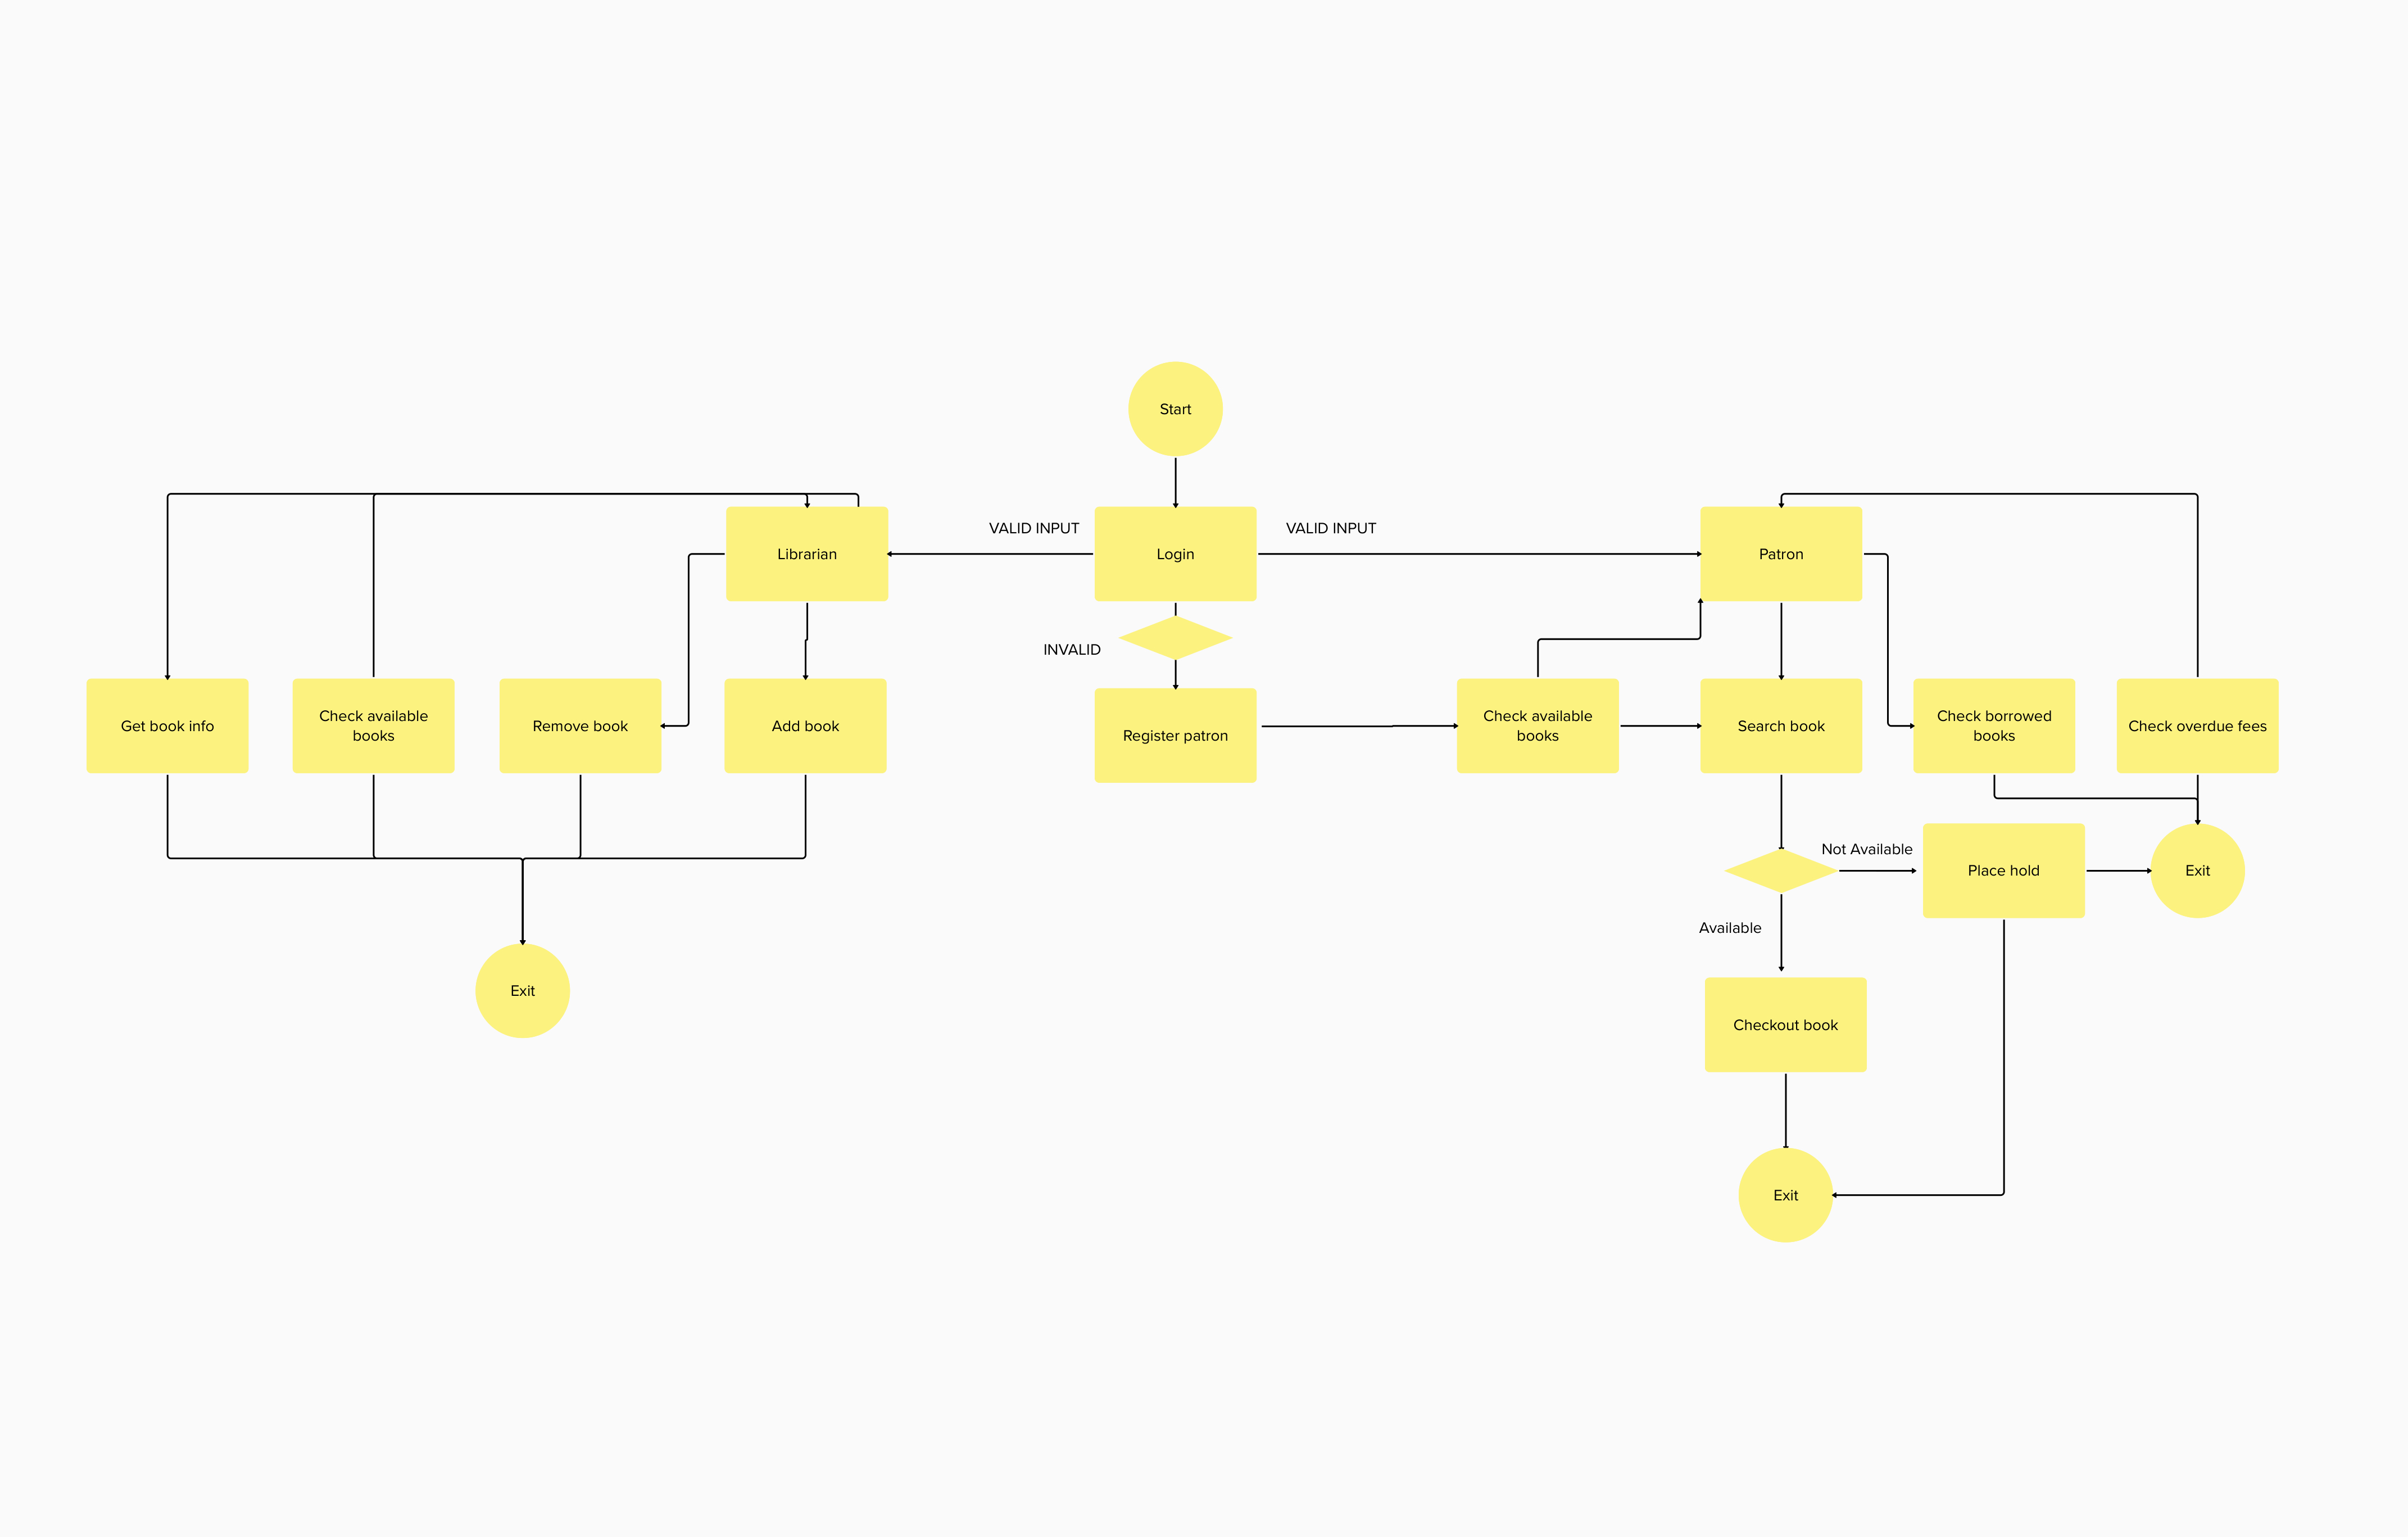 Start
VALID INPUT
VALID INPUT
Librarian
Login
Patron
INVALID
Get book info
Check available
books
Remove book
Add book
Register patron
Check available
books
Search book
Check borrowed
books
Check overdue fees
Not Available
Place hold
Exit
Available
Exit
Checkout book
Exit